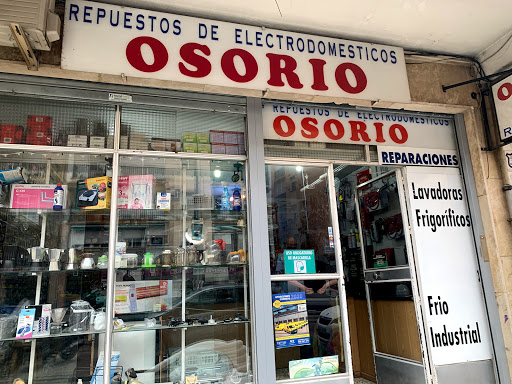 REPUESTOS DE ELECTRODOMESTICOS
OSORIO
REPUESTOS DE ELECTRODOMESTICOS
OSORIO
REPARACIONES
Lavadoras
Frigoríficos
Frio
Industrial